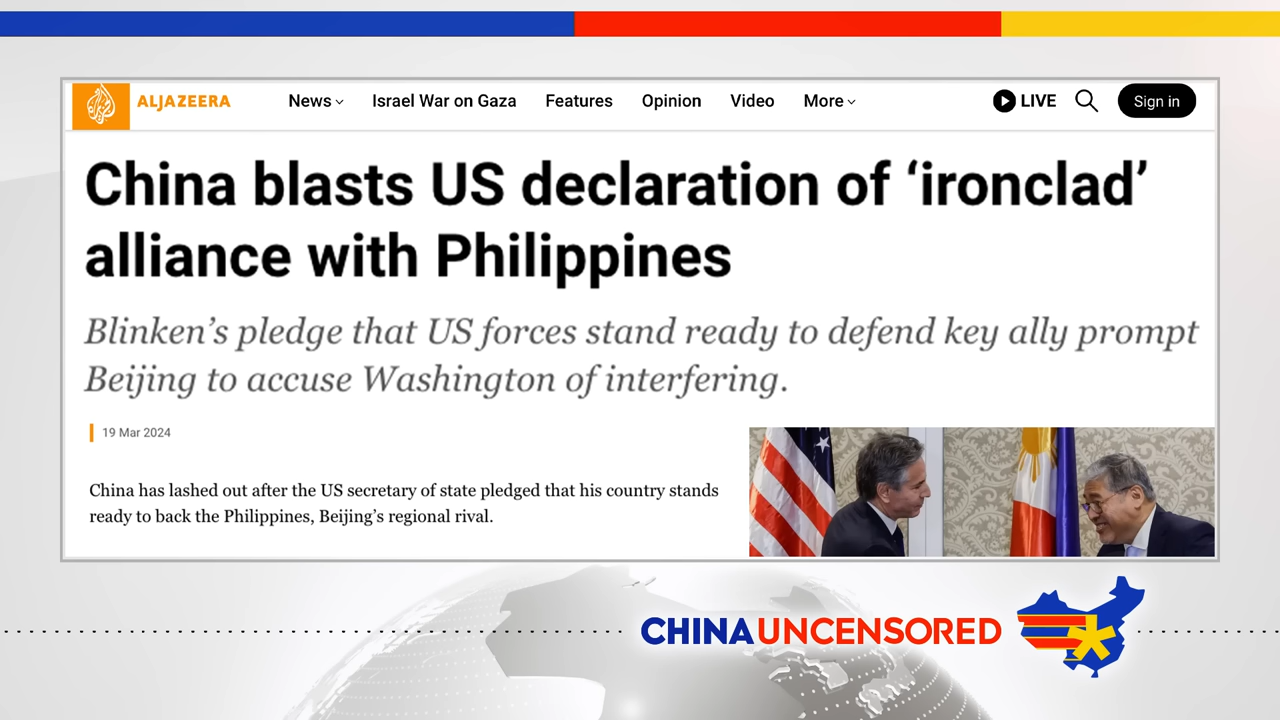 ALJAZEERA
News
Israel War on Gaza
Features
Opinion
Video
More
LIVE
Sign in
China blasts US declaration of ‘ironclad’
alliance with Philippines
Blinken’s pledge that US forces stand ready to defend key ally prompt
Beijing to accuse Washington of interfering.
19 Mar 2024
China has lashed out after the US secretary of state pledged that his country stands
ready to back the Philippines, Beijing’s regional rival.
CHINA UNCENSORED